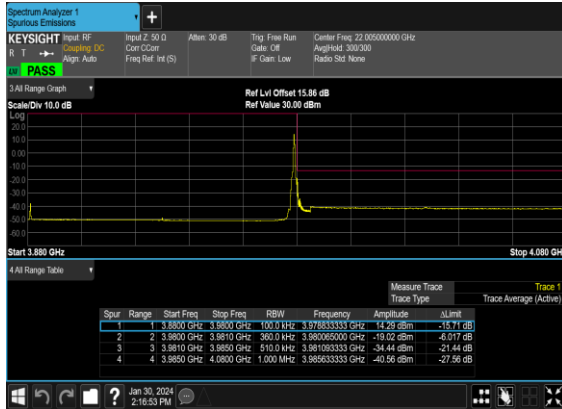 Spectrum Analyzer 1
Spurious Emissions
+
KEYSIGHT Input: RF Input Z: 50 Ω Atten: 30 dB Trig: Free Run Center Freq: 22.005000000 GHz
R T Coupling: DC Corr CCorr Gate: Off Avg|Hold: 300/300
Align: Auto Freq Ref: Int (S) IF Gain: Low Radio Std: None
PASS
3 All Range Graph
Ref Lvl Offset 15.86 dB
Scale/Div 10.0 dB Ref Value 30.00 dBm
Log
20.0
10.0
0.00
-10.0
-20.0
-30.0
-40.0
-50.0
-60.0
Start 3.880 GHz Stop 4.080 GH
4 All Range Table
Measure Trace Trace 1
Trace Type Trace Average (Active)
Spur Range Start Freq Stop Freq RBW Frequency Amplitude ΔLimit
1 1 3.8800 GHz 3.9800 GHz 100.0 kHz 3.978833333 GHz 14.29 dBm -15.71 dB
2 2 3.9800 GHz 3.9810 GHz 360.0 kHz 3.980065000 GHz -19.02 dBm -6.017 dB
3 3 3.9810 GHz 3.9850 GHz 510.0 kHz 3.981093333 GHz -34.44 dBm -21.44 dB
4 4 3.9850 GHz 4.0800 GHz 1.000 MHz 3.985633333 GHz -40.56 dBm -27.56 dB
? Jan 30, 2024
2:16:53 PM